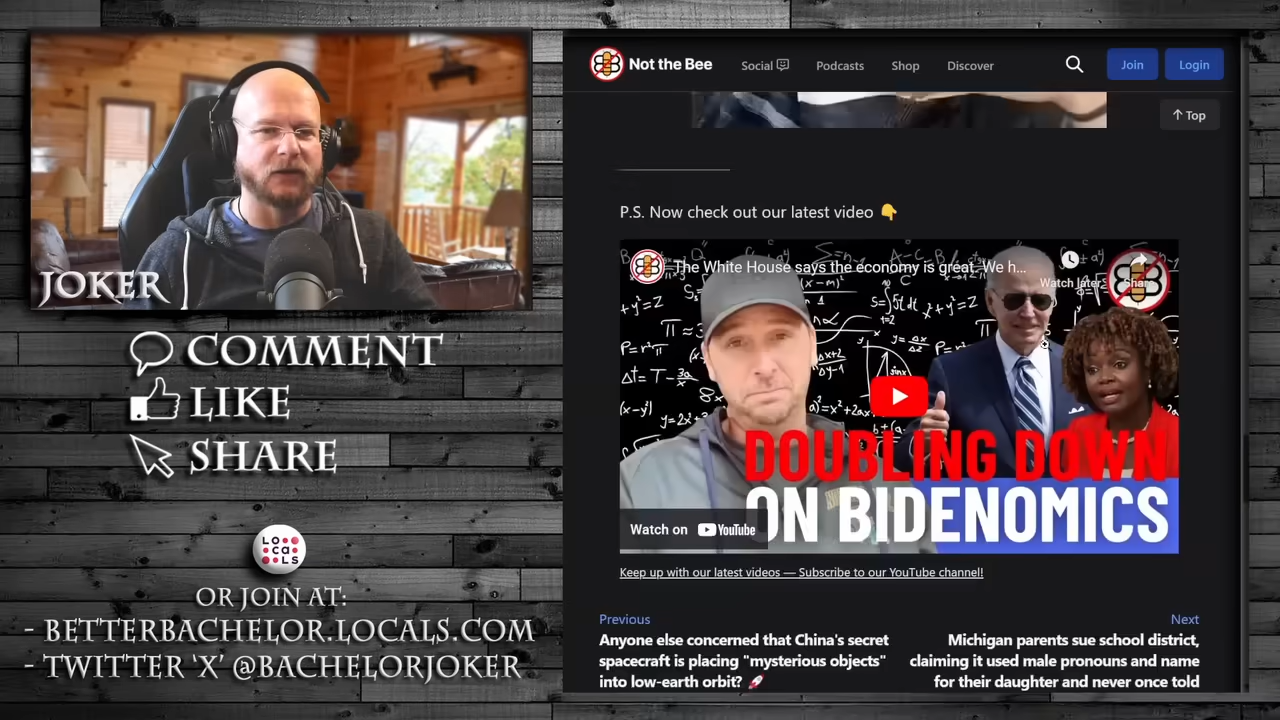 JOKER
COMMENT
LIKE
SHARE
LOCALS
OR JOIN AT:
- BETTERBACHELOR.LOCALS.COM
- TWITTER 'X' @BACHELORJOKER
Not the Bee
Social
Podcasts
Shop
Discover
Join
Login
↑ Top
P.S. Now check out our latest video 👇
The White House says the economy is great. We h...
Watch later
Share
DOUBLING DOWN
ON BIDENOMICS
Watch on YouTube
Keep up with our latest videos — Subscribe to our YouTube channel!
Previous
Anyone else concerned that China's secret
spacecraft is placing "mysterious objects"
into low-earth orbit? 🚀
Next
Michigan parents sue school district,
claiming it used male pronouns and name
for their daughter and never once told